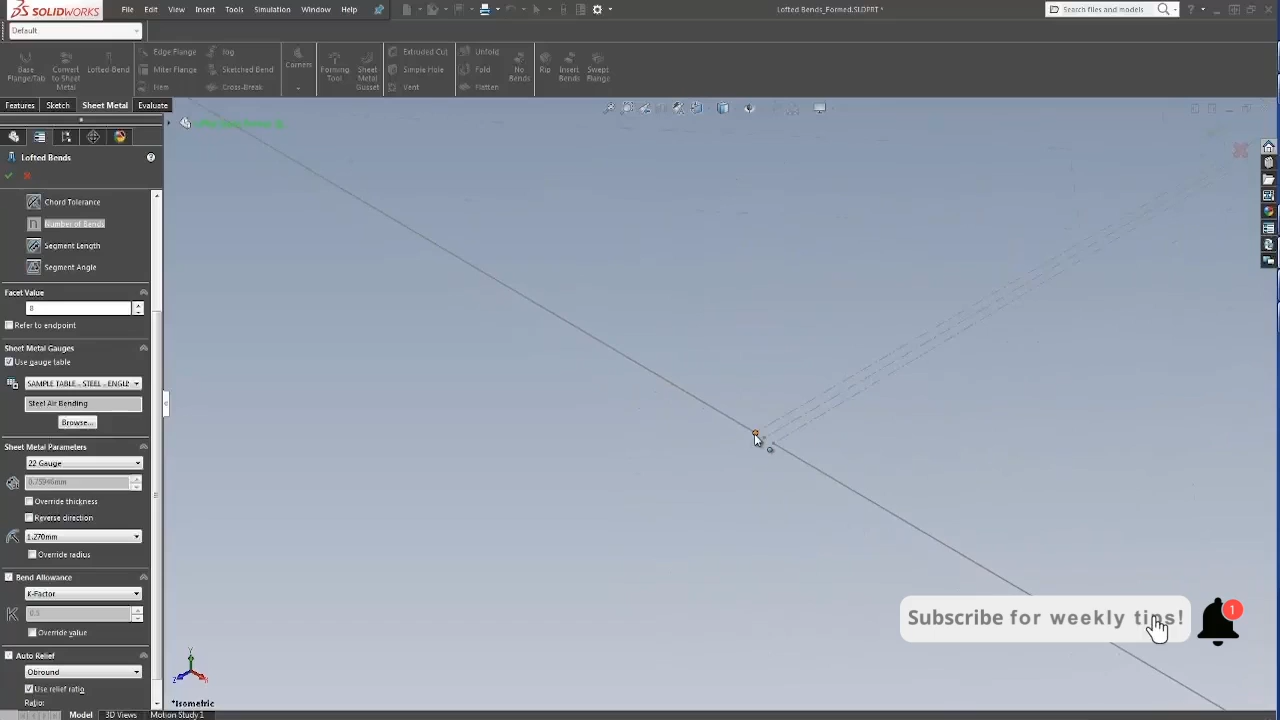 SOLIDWORKS
File
Edit
View
Insert
Tools
Simulation
Window
Help
Lofted Bends_Formed.SLDPRT *
Search files and models
Default
Base Flange/Tab
Convert to Sheet Metal
Lofted-Bend
Edge Flange
Miter Flange
Hem
Jog
Sketched Bend
Cross-Break
Corners
Forming Tool
Sheet Metal Gusset
Extruded Cut
Simple Hole
Vent
Unfold
Fold
Flatten
No Bends
Rip
Insert Bends
Swept Flange
Features
Sketch
Sheet Metal
Evaluate
Lofted Bends
Chord Tolerance
Number of Bends
Segment Length
Segment Angle
Facet Value
8
Refer to endpoint
Sheet Metal Gauges
Use gauge table
SAMPLE TABLE - STEEL - ENGLI
Steel Air Bending
Browse...
Sheet Metal Parameters
22 Gauge
0.75946mm
Override thickness
Reverse direction
1.270mm
Override radius
Bend Allowance
K-Factor
K
0.5
Override value
Auto Relief
Obround
Use relief ratio
Ratio:
Subscribe for weekly tips!
1
Y
Z
X
*Isometric
Model
3D Views
Motion Study 1